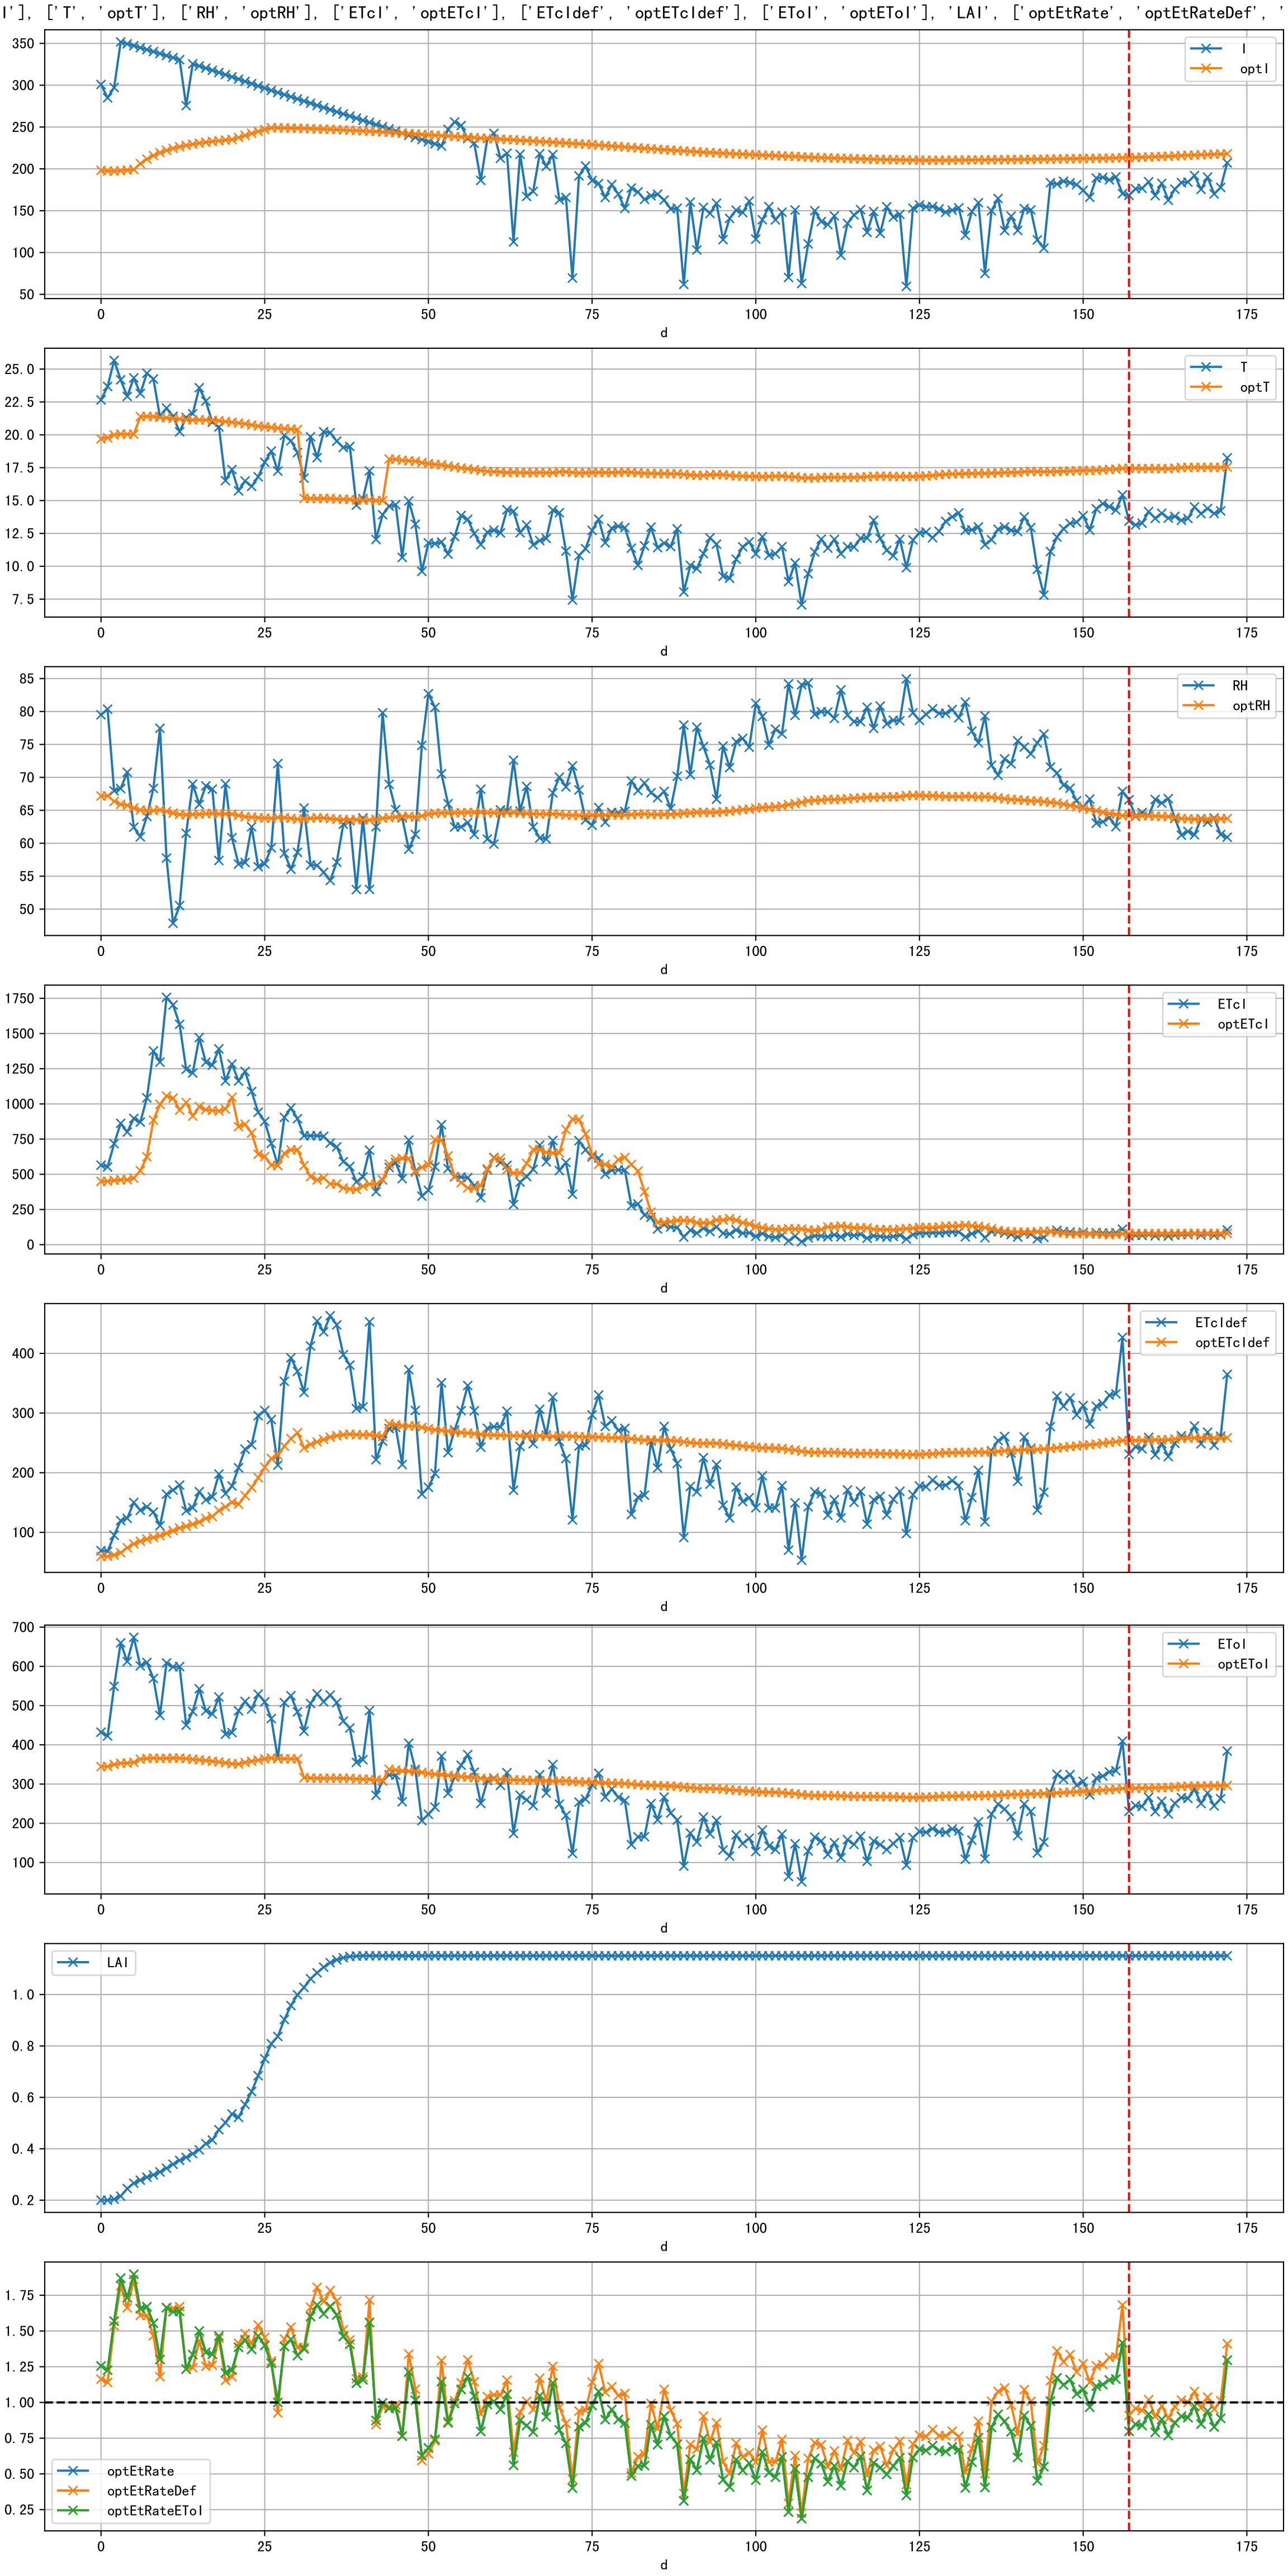 I'], ['T', 'optT'], ['RH', 'optRH'], ['ETcI', 'optETcI'], ['ETcIdef', 'optETcIdef'], ['EToI', 'optEToI'], 'LAI', ['optEtRate', 'optEtRateDef', '
350
300
250
200
150
100
50
I
optI
0 25 50 75 100 125 150 175
d
25.0
22.5
20.0
17.5
15.0
12.5
10.0
7.5
T
optT
0 25 50 75 100 125 150 175
d
85
80
75
70
65
60
55
50
RH
optRH
0 25 50 75 100 125 150 175
d
1750
1500
1250
1000
750
500
250
0
ETcI
optETcI
0 25 50 75 100 125 150 175
d
400
300
200
100
ETcIdef
optETcIdef
0 25 50 75 100 125 150 175
d
700
600
500
400
300
200
100
EToI
optEToI
0 25 50 75 100 125 150 175
d
1.0
0.8
0.6
0.4
0.2
LAI
0 25 50 75 100 125 150 175
d
1.75
1.50
1.25
1.00
0.75
0.50
0.25
optEtRate
optEtRateDef
optEtRateEToI
0 25 50 75 100 125 150 175
d